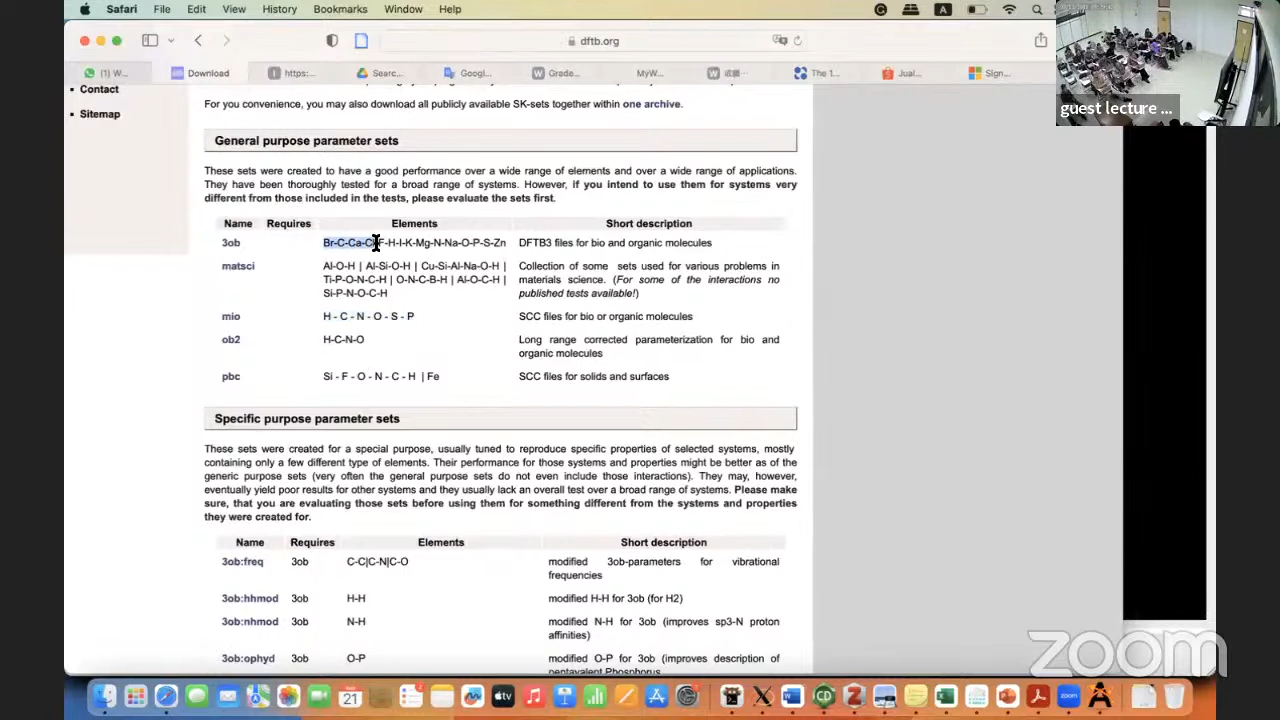 Safari File Edit View History Bookmarks Window Help
dftb.org
(1) W... Download https:... Searc... Googl... Grade... MyW... The 1... Jual... Sign...
guest lecture ...
Contact
Sitemap
For you convenience, you may also download all publicly available SK-sets together within one archive.
General purpose parameter sets
These sets were created to have a good performance over a wide range of elements and over a wide range of applications.
They have been thoroughly tested for a broad range of systems. However, if you intend to use them for systems very
different from those included in the tests, please evaluate the sets first.
Name Requires Elements Short description
3ob Br-C-Ca-Cl-F-H-I-K-Mg-N-Na-O-P-S-Zn DFTB3 files for bio and organic molecules
matsci Al-O-H | Al-Si-O-H | Cu-Si-Al-Na-O-H | Collection of some sets used for various problems in
Ti-P-O-N-C-H | O-N-C-B-H | Al-O-C-H | materials science. (For some of the interactions no
Si-P-N-O-C-H published tests available!)
mio H - C - N - O - S - P SCC files for bio or organic molecules
ob2 H-C-N-O Long range corrected parameterization for bio and
organic molecules
pbc Si - F - O - N - C - H | Fe SCC files for solids and surfaces
Specific purpose parameter sets
These sets were created for a special purpose, usually tuned to reproduce specific properties of selected systems, mostly
containing only a few different type of elements. Their performance for those systems and properties might be better as of the
generic purpose sets (very often the general purpose sets do not even include those interactions). They may, however,
eventually yield poor results for other systems and they usually lack an overall test over a broad range of systems. Please make
sure, that you are evaluating those sets before using them for something different from the systems and properties
they were created for.
Name Requires Elements Short description
3ob:freq 3ob C-C|C-N|C-O modified 3ob-parameters for vibrational
frequencies
3ob:hhmod 3ob H-H modified H-H for 3ob (for H2)
3ob:nhmod 3ob N-H modified N-H for 3ob (improves sp3-N proton
affinities)
3ob:ophyd 3ob O-P modified O-P for 3ob (improves description of
pentavalent Phosphorus
zoom
21
tv
zoom